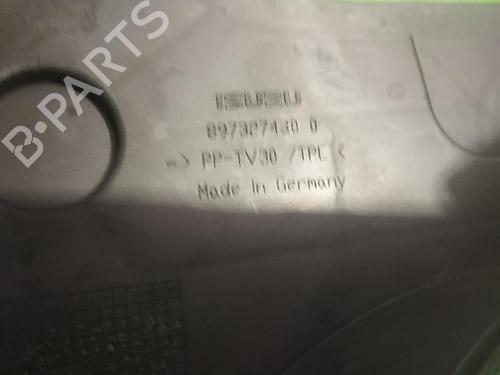 ISUZU
897327430 0
-> PP-TV30 /TPL <
Made In Germany
B-PARTS